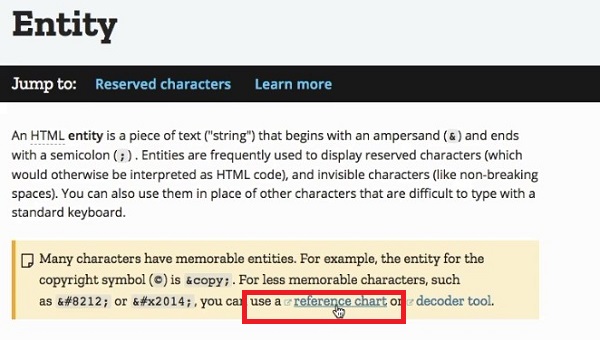 Entity
Jump to: Reserved characters Learn more
An HTML entity is a piece of text ("string") that begins with an ampersand (&) and ends
with a semicolon (;) . Entities are frequently used to display reserved characters (which
would otherwise be interpreted as HTML code), and invisible characters (like non-breaking
spaces). You can also use them in place of other characters that are difficult to type with a
standard keyboard.
Many characters have memorable entities. For example, the entity for the
copyright symbol (©) is &copy;. For less memorable characters, such
as &#8212; or &#x2014;, you can use a reference chart or decoder tool.